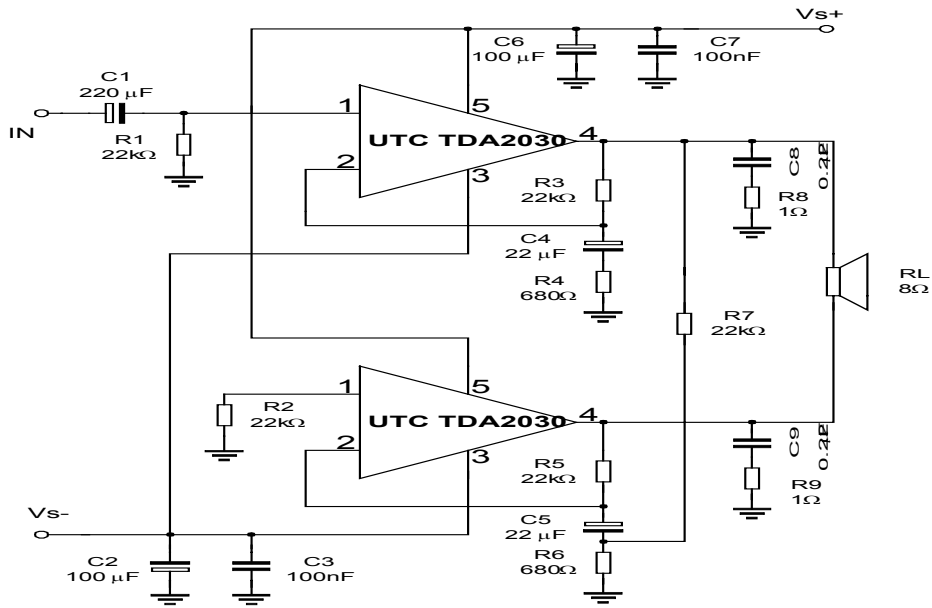 Vs+
C6
100 μF
C7
100nF
C1
220 μF
IN
R1
22kΩ
1
5
UTC TDA2030
4
2
3
R3
22kΩ
C8
R8
1Ω
C4
22 μF
R4
680Ω
RL
8Ω
R7
22kΩ
1
5
R2
22kΩ
UTC TDA2030
4
2
3
R5
22kΩ
C9
R9
1Ω
Vs-
C5
22 μF
R6
680Ω
C2
100 μF
C3
100nF